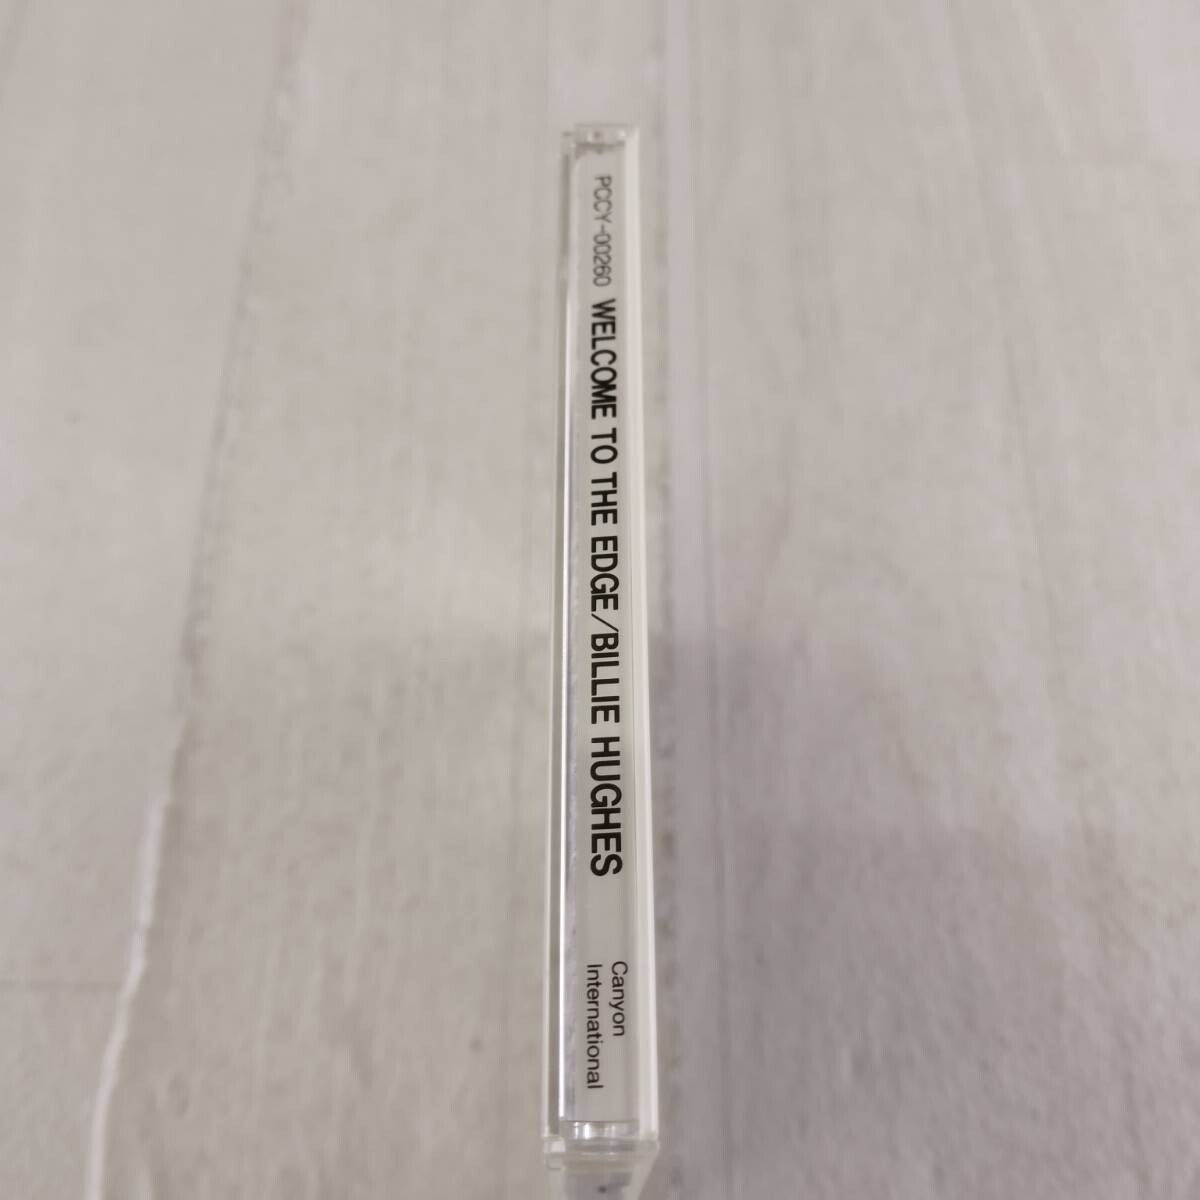 PCCY-00260 WELCOME TO THE EDGE/BILLIE HUGHES
Canyon
International